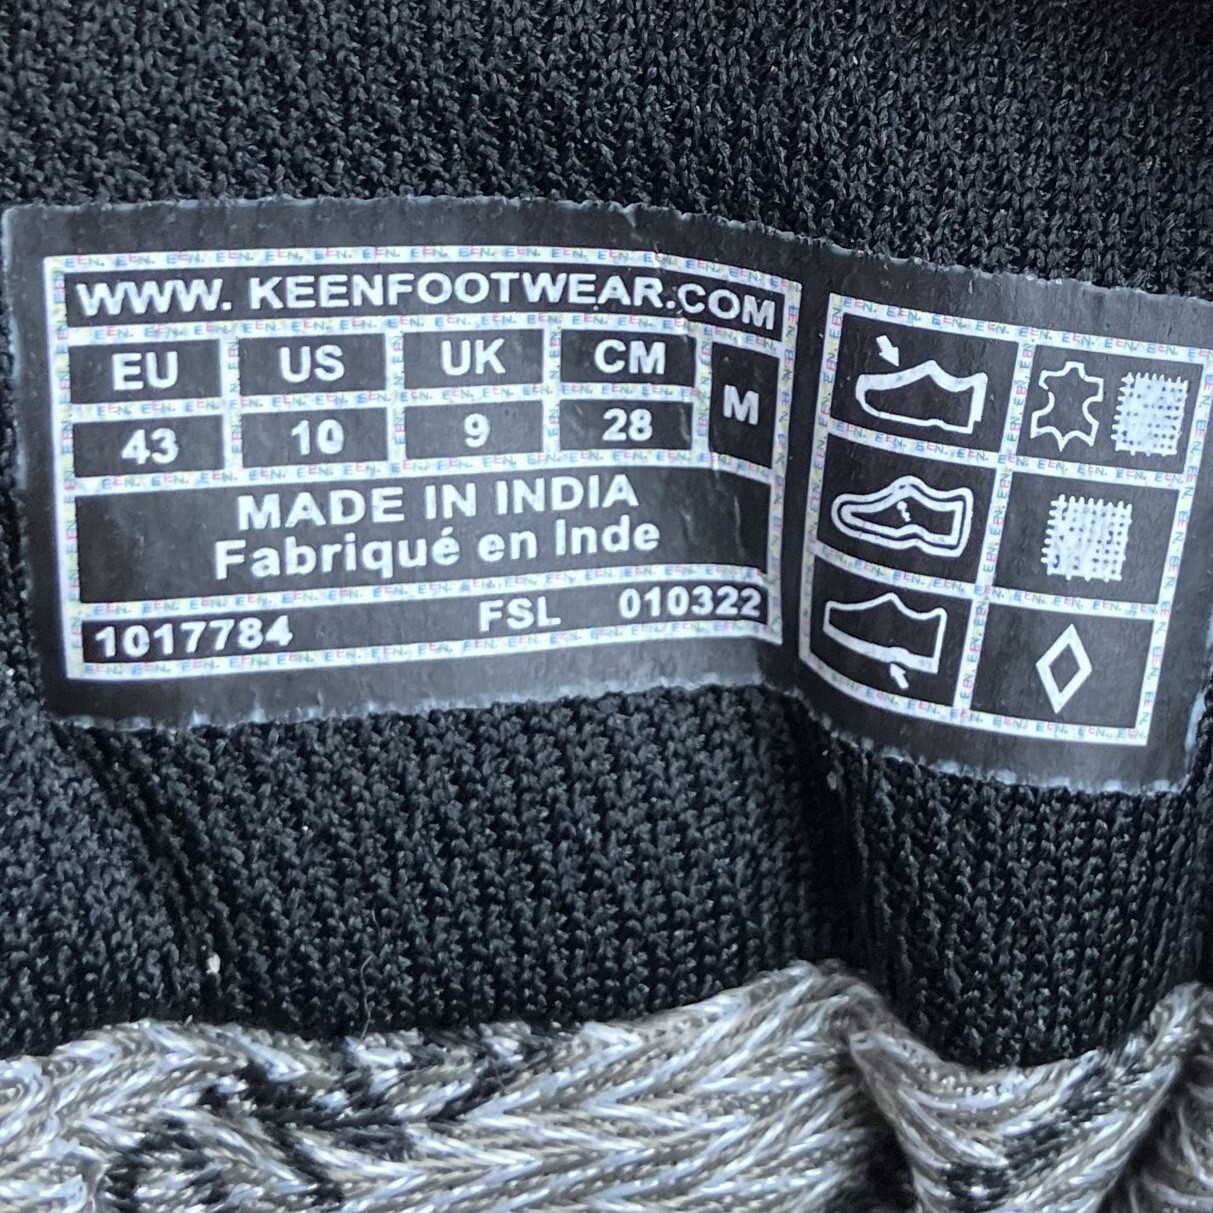 WWW. KEENFOOTWEAR.COM
EU US UK CM M
43 10 9 28
MADE IN INDIA
Fabriqué en Inde
1017784 FSL 010322